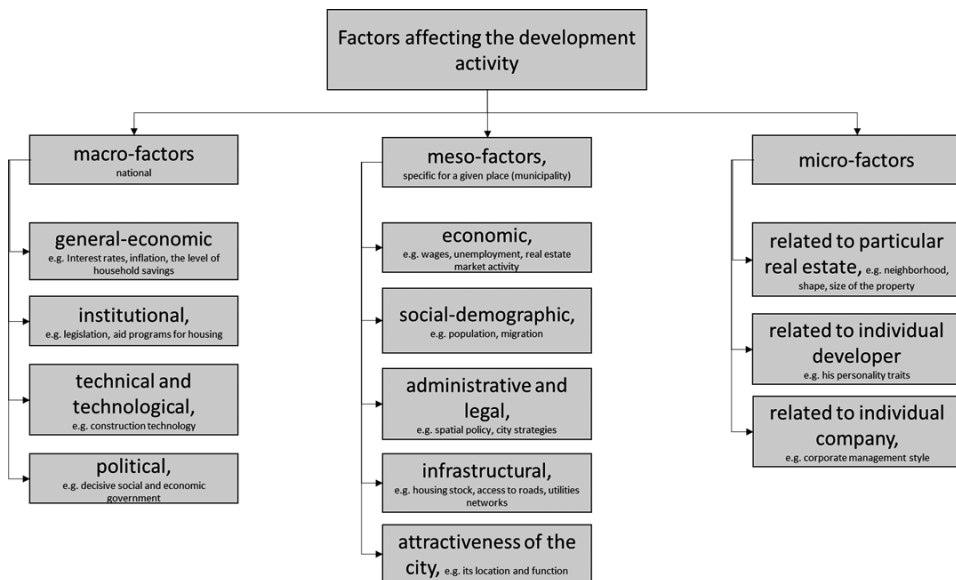 Factors affecting the development
activity
macro-factors
national
general-economic
e.g. Interest rates, inflation, the level of
household savings
institutional,
e.g. legislation, aid programs for housing
technical and
technological,
e.g. construction technology
political,
e.g. decisive social and economic
government
meso-factors,
specific for a given place (municipality)
economic,
e.g. wages, unemployment, real estate
market activity
social-demographic,
e.g. population, migration
administrative and
legal,
e.g. spatial policy, city strategies
infrastructural,
e.g. housing stock, access to roads, utilities
networks
attractiveness of the
city, e.g. its location and function
micro-factors
related to particular
real estate, e.g. neighborhood,
shape, size of the property
related to individual
developer
e.g. his personality traits
related to individual
company,
e.g. corporate management style